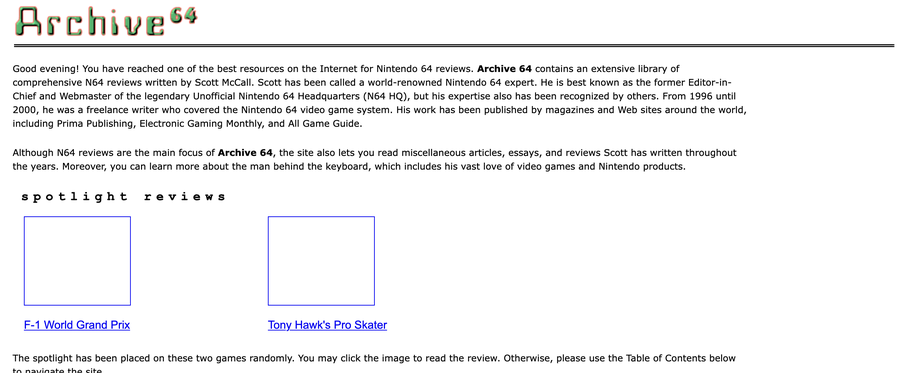 Archive 64
Good evening! You have reached one of the best resources on the Internet for Nintendo 64 reviews. Archive 64 contains an extensive library of
comprehensive N64 reviews written by Scott McCall. Scott has been called a world-renowned Nintendo 64 expert. He is best known as the former Editor-in-
Chief and Webmaster of the legendary Unofficial Nintendo 64 Headquarters (N64 HQ), but his expertise also has been recognized by others. From 1996 until
2000, he was a freelance writer who covered the Nintendo 64 video game system. His work has been published by magazines and Web sites around the world,
including Prima Publishing, Electronic Gaming Monthly, and All Game Guide.
Although N64 reviews are the main focus of Archive 64, the site also lets you read miscellaneous articles, essays, and reviews Scott has written throughout
the years. Moreover, you can learn more about the man behind the keyboard, which includes his vast love of video games and Nintendo products.
spotlight reviews
F-1 World Grand Prix
Tony Hawk's Pro Skater
The spotlight has been placed on these two games randomly. You may click the image to read the review. Otherwise, please use the Table of Contents below
to navigate the site.